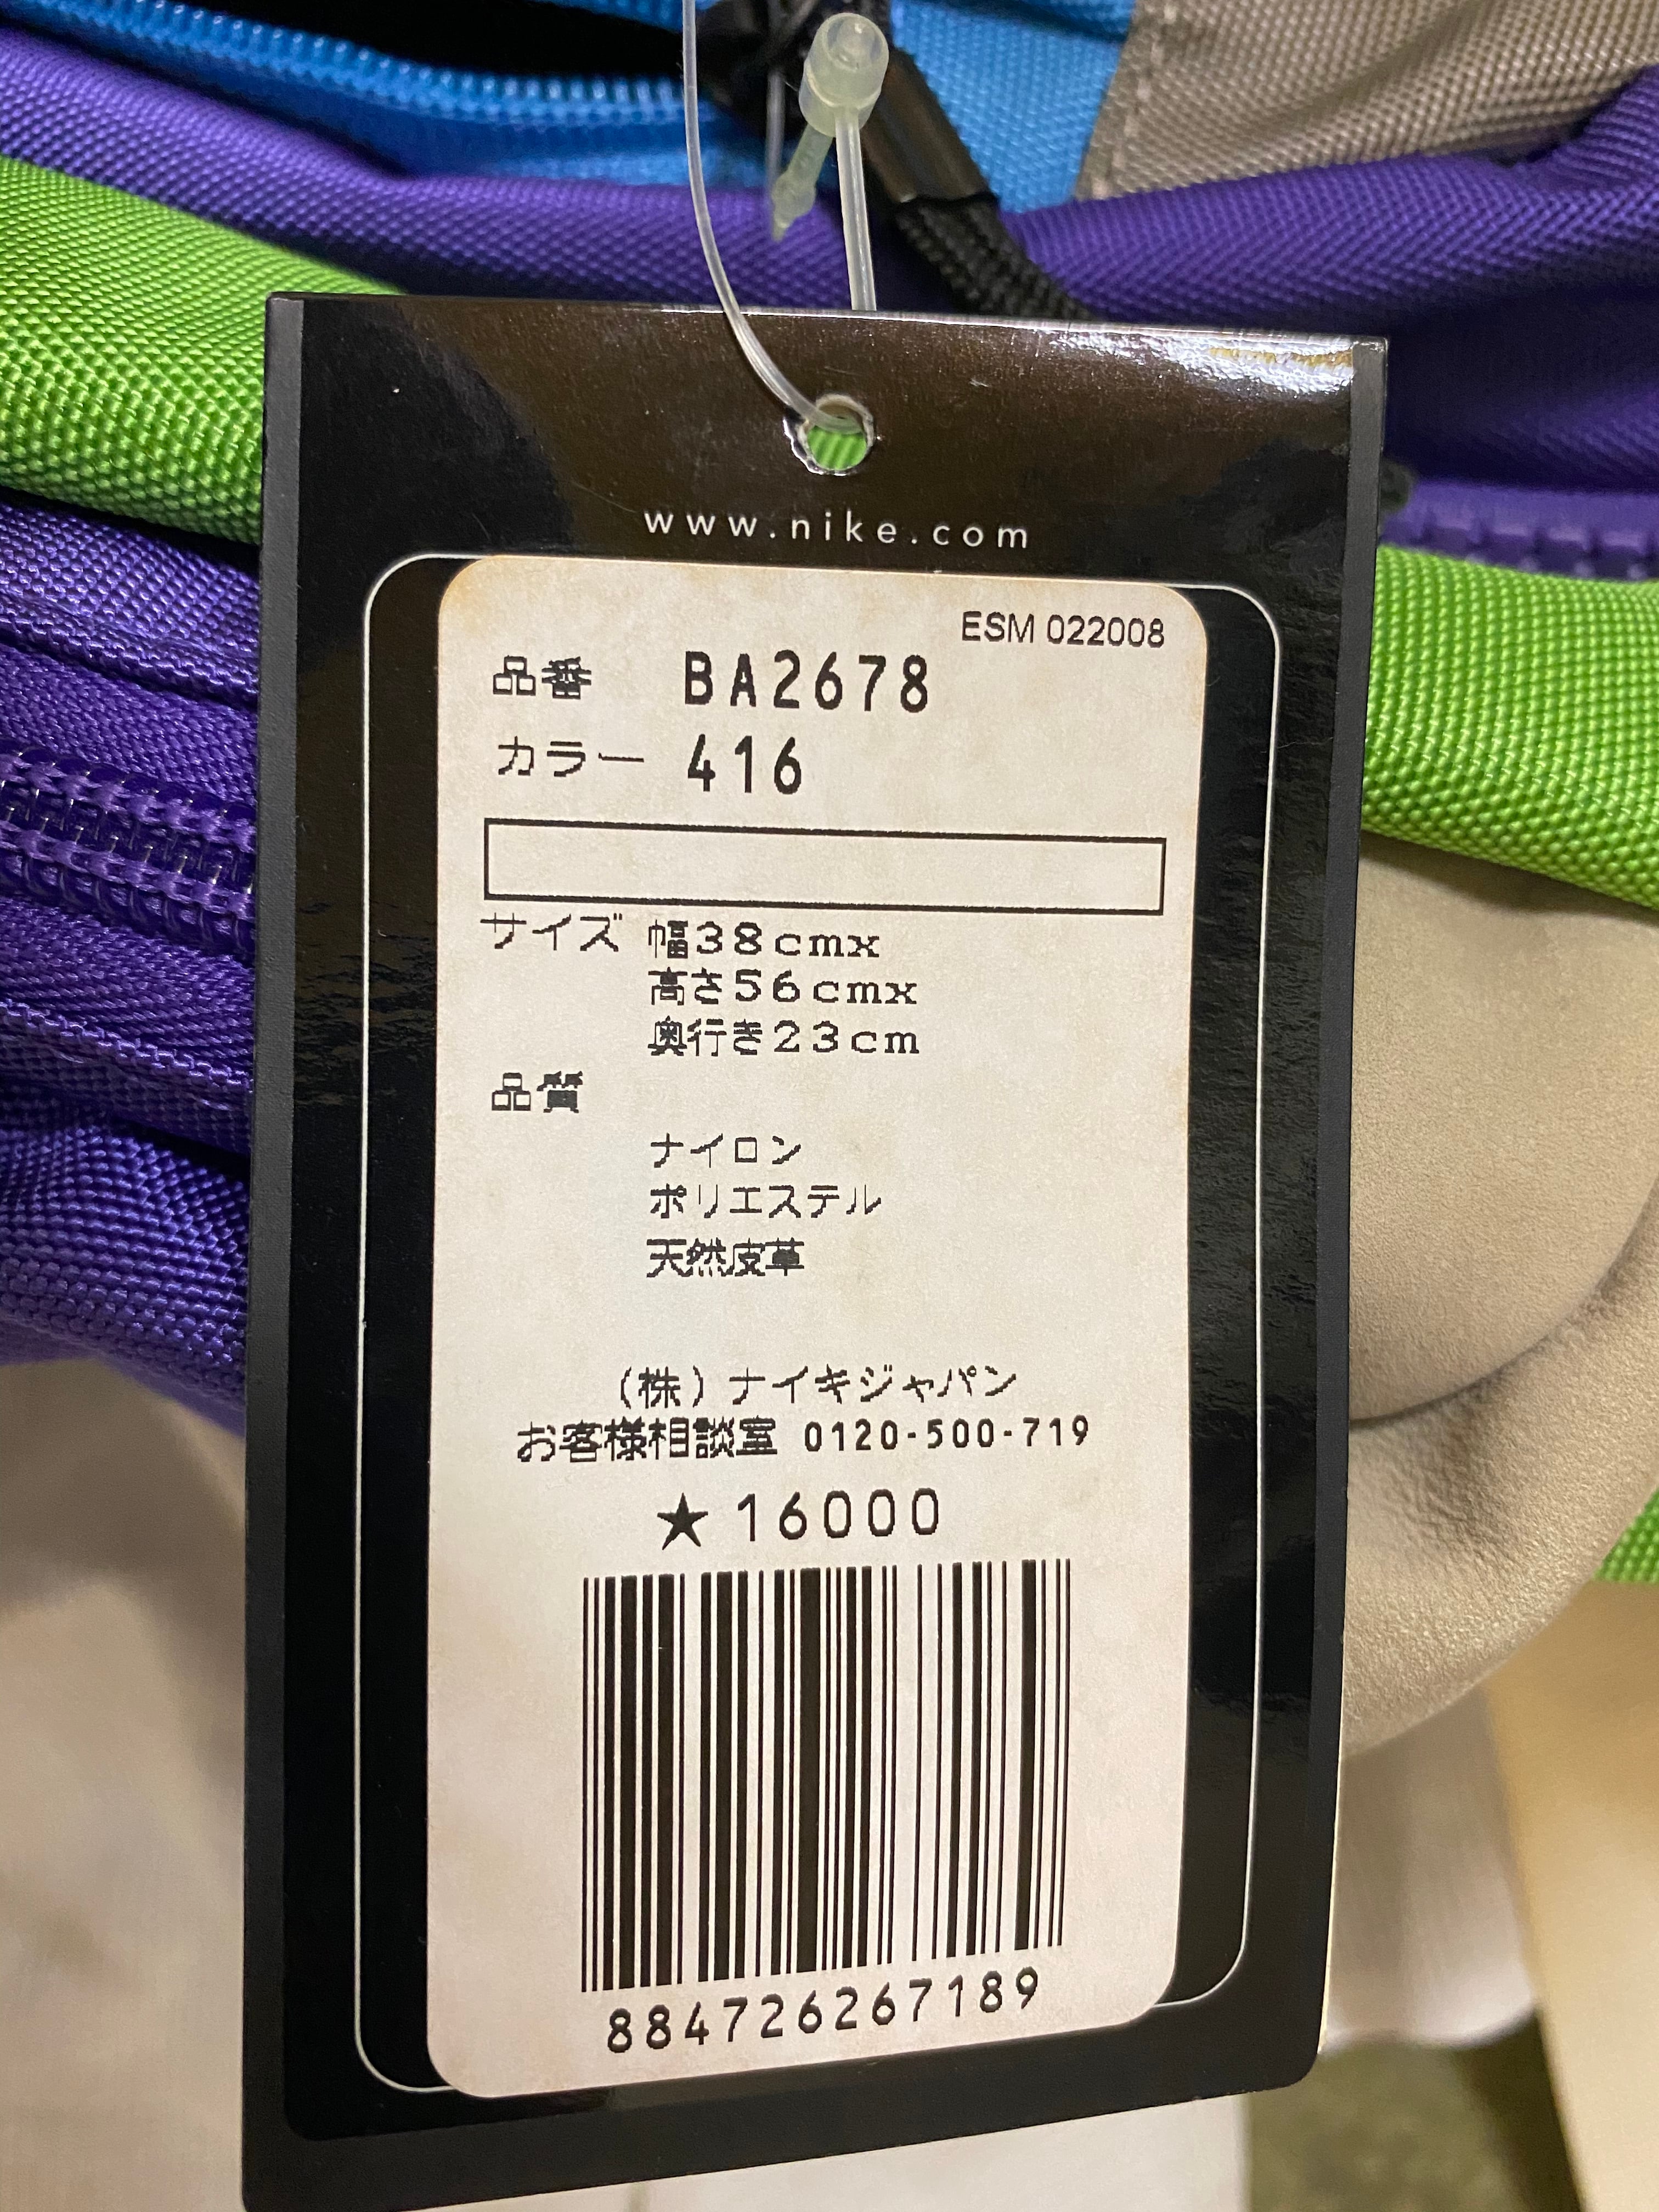 www.nike.com
ESM 022008
品番 BA2678
カラー 416
サイズ 幅38cmx
高さ56cmx
奥行き23cm
品質
ナイロン
ポリエステル
天然皮革
(株)ナイキジャパン
お客様相談室 0120-500-719
★16000
884726267189